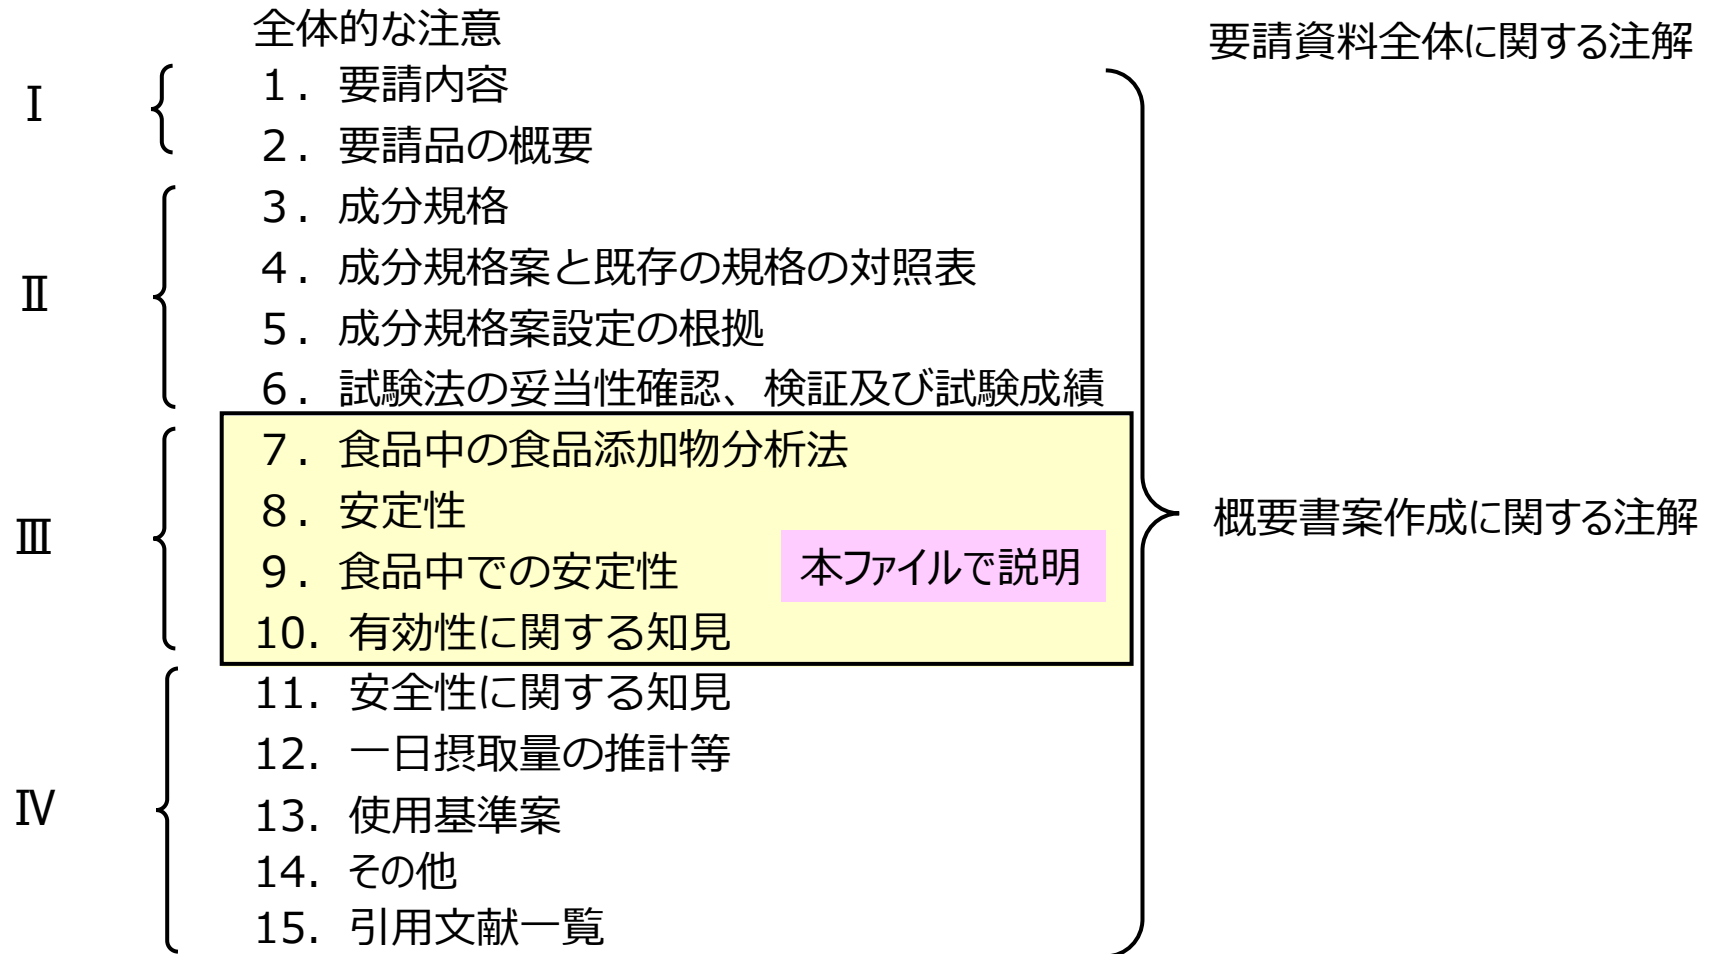 全体的な注意
要請資料全体に関する注解
Ⅰ
1. 要請内容
2. 要請品の概要
Ⅱ
3. 成分規格
4. 成分規格案と既存の規格の対照表
5. 成分規格案設定の根拠
6. 試験法の妥当性確認、検証及び試験成績
Ⅲ
7. 食品中の食品添加物分析法
8. 安定性
9. 食品中での安定性
10. 有効性に関する知見
本ファイルで説明
概要書案作成に関する注解
Ⅳ
11. 安全性に関する知見
12. 一日摂取量の推計等
13. 使用基準案
14. その他
15. 引用文献一覧